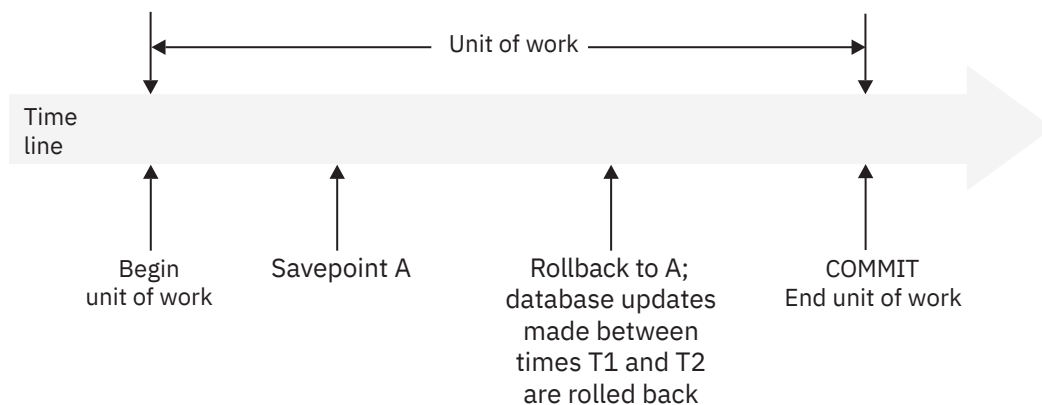 Unit of work
Time
line
Begin
unit of work
Savepoint A
Rollback to A;
database updates
made between
times T1 and T2
are rolled back
COMMIT
End unit of work